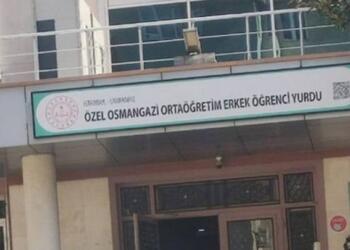 ÖZEL OSMANGAZİ ORTAÖĞRETİM ERKEK ÖĞRENCİ YURDU